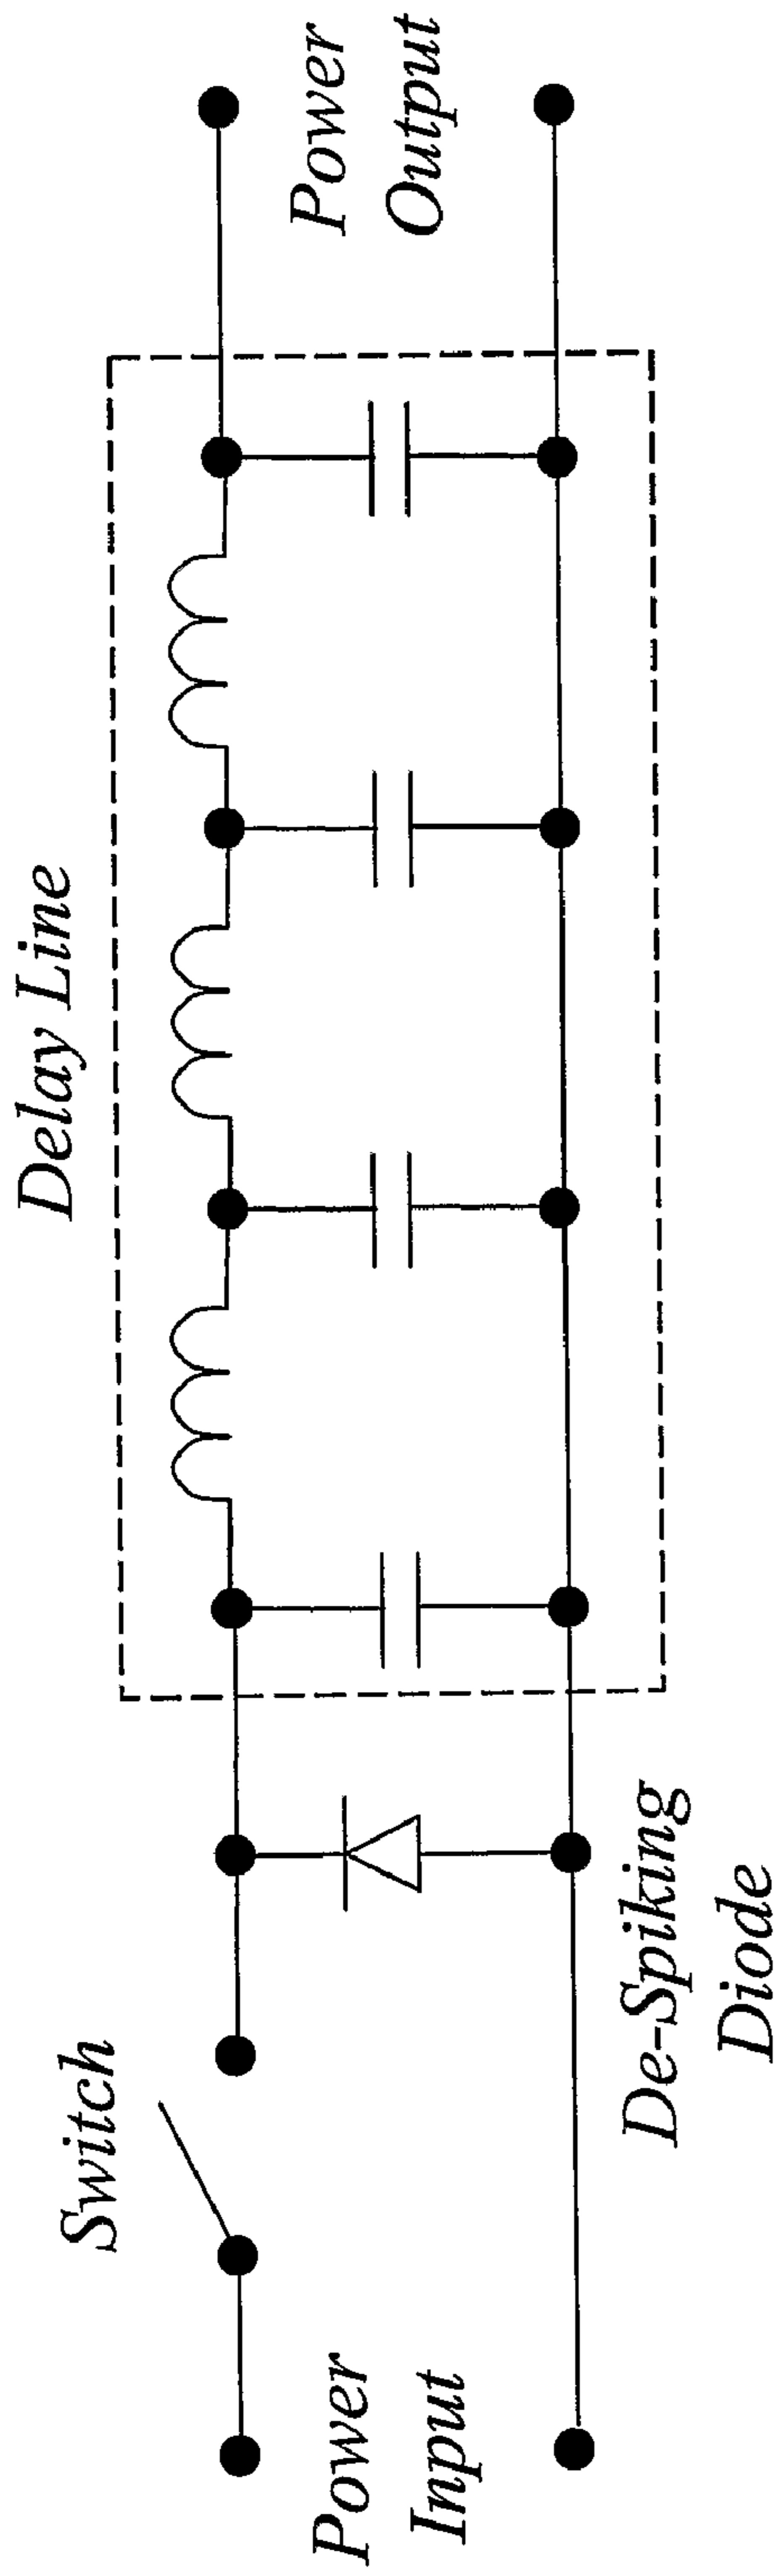 Delay Line
Switch
Power
Input
Power
Output
De-Spiking
Diode